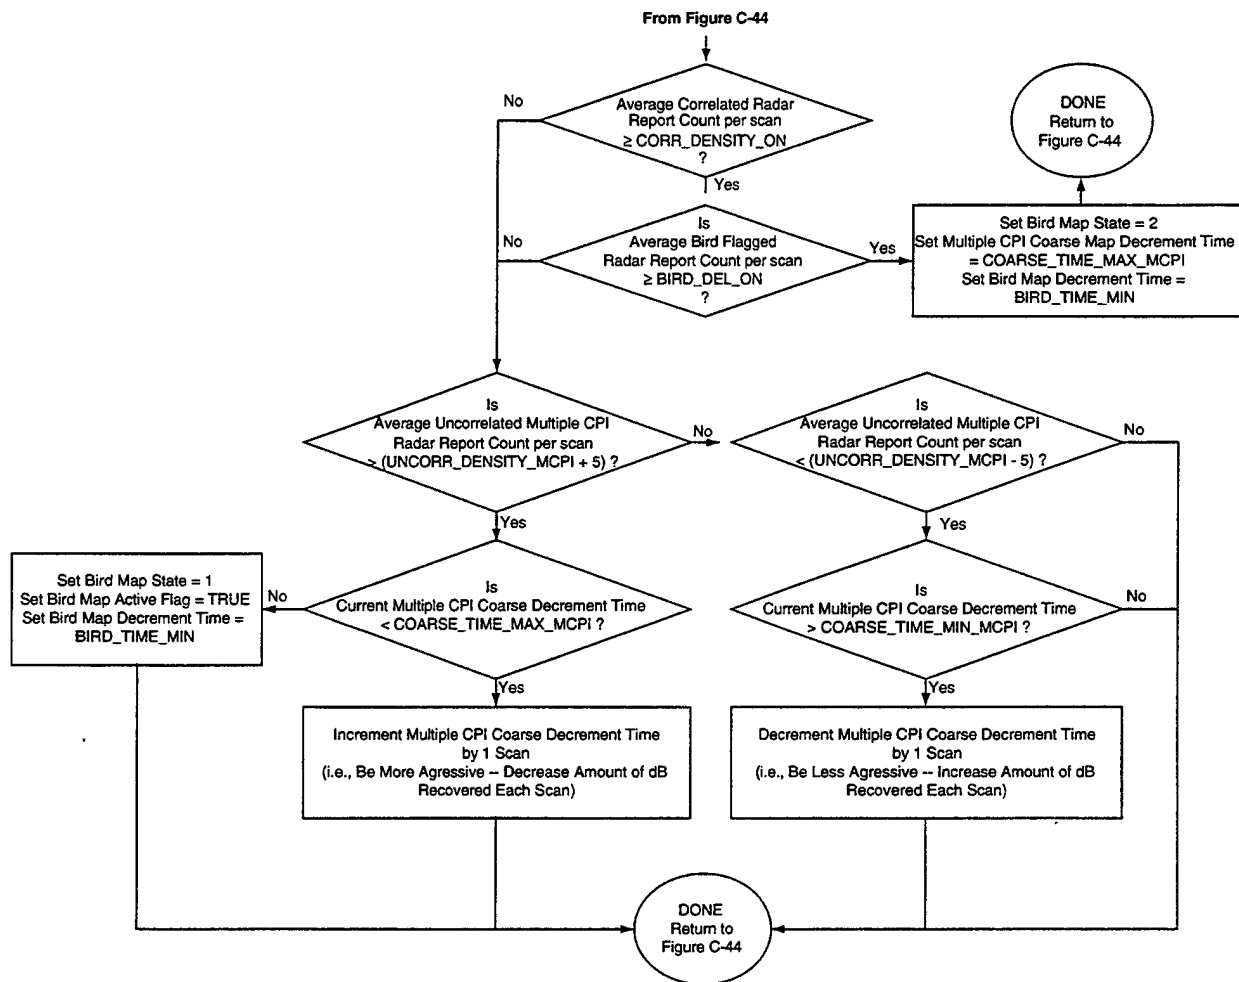 From Figure C-44
No
Average Correlated Radar
Report Count per scan
≥ CORR_DENSITY_ON
?
Yes
DONE
Return to
Figure C-44
No
Is
Average Bird Flagged
Radar Report Count per scan
≥ BIRD_DEL_ON
?
Yes
Set Bird Map State = 2
Set Multiple CPI Coarse Map Decrement Time
= COARSE_TIME_MAX_MCPI
Set Bird Map Decrement Time =
BIRD_TIME_MIN
Is
Average Uncorrelated Multiple CPI
Radar Report Count per scan
> (UNCORR_DENSITY_MCPI + 5) ?
No
Yes
Is
Average Uncorrelated Multiple CPI
Radar Report Count per scan
< (UNCORR_DENSITY_MCPI - 5) ?
No
Yes
Set Bird Map State = 1
Set Bird Map Active Flag = TRUE
Set Bird Map Decrement Time =
BIRD_TIME_MIN
No
Is
Current Multiple CPI Coarse Decrement Time
< COARSE_TIME_MAX_MCPI ?
Yes
Is
Current Multiple CPI Coarse Decrement Time
> COARSE_TIME_MIN_MCPI ?
No
Yes
Increment Multiple CPI Coarse Decrement Time
by 1 Scan
(i.e., Be More Agressive -- Decrease Amount of dB
Recovered Each Scan)
Decrement Multiple CPI Coarse Decrement Time
by 1 Scan
(i.e., Be Less Agressive -- Increase Amount of dB
Recovered Each Scan)
DONE
Return to
Figure C-44